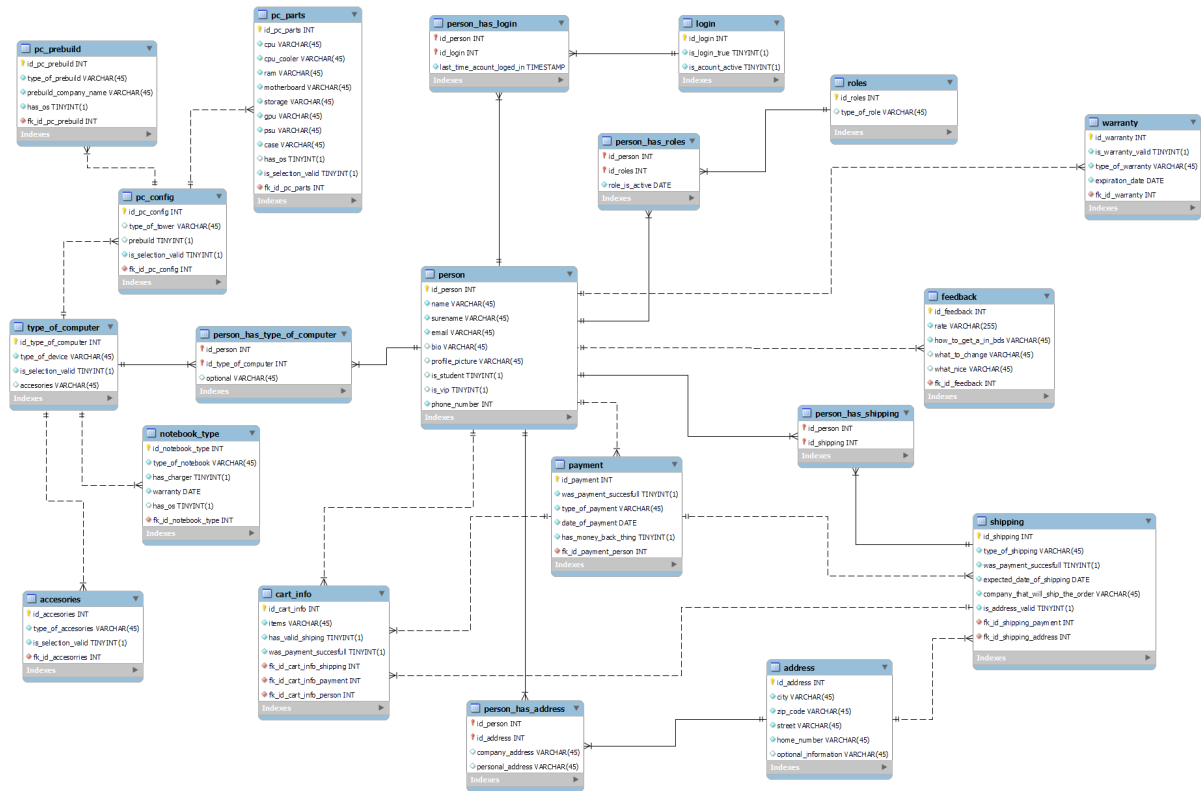 pc_parts
id_pc_parts INT
cpu VARCHAR(45)
cpu_cooler VARCHAR(45)
ram VARCHAR(45)
motherboard VARCHAR(45)
storage VARCHAR(45)
gpu VARCHAR(45)
psu VARCHAR(45)
case VARCHAR(45)
has_os TINYINT(1)
is_selection_valid TINYINT(1)
fk_id_pc_parts INT
Indexes
person_has_login
id_person INT
id_login INT
last_time_acount_loged_in TIMESTAMP
Indexes
login
id_login INT
is_login_true TINYINT(1)
is_acount_active TINYINT(1)
Indexes
pc_prebuild
id_pc_prebuild INT
type_of_prebuild VARCHAR(45)
prebuild_company_name VARCHAR(45)
has_os TINYINT(1)
fk_id_pc_prebuild INT
Indexes
roles
id_roles INT
type_of_role VARCHAR(45)
Indexes
warranty
id_warranty INT
is_warranty_valid TINYINT(1)
type_of_warranty VARCHAR(45)
expiration_date DATE
fk_id_warranty INT
Indexes
person_has_roles
id_person INT
id_roles INT
role_is_active DATE
Indexes
pc_config
id_pc_config INT
type_of_tower VARCHAR(45)
prebuild TINYINT(1)
is_selection_valid TINYINT(1)
fk_id_pc_config INT
Indexes
person
id_person INT
name VARCHAR(45)
surename VARCHAR(45)
email VARCHAR(45)
bio VARCHAR(45)
profile_picture VARCHAR(45)
is_student TINYINT(1)
is_vip TINYINT(1)
phone_number INT
Indexes
feedback
id_feedback INT
rate VARCHAR(255)
how_to_get_a_in_bds VARCHAR(45)
what_to_change VARCHAR(45)
what_nice VARCHAR(45)
fk_id_feedback INT
Indexes
type_of_computer
id_type_of_computer INT
type_of_device VARCHAR(45)
is_selection_valid TINYINT(1)
accesories VARCHAR(45)
Indexes
person_has_type_of_computer
id_person INT
id_type_of_computer INT
optional VARCHAR(45)
Indexes
person_has_shipping
id_person INT
id_shipping INT
Indexes
notebook_type
id_notebook_type INT
type_of_notebook VARCHAR(45)
has_charger TINYINT(1)
warranty DATE
has_os TINYINT(1)
fk_id_notebook_type INT
Indexes
payment
id_payment INT
was_payment_succesfull TINYINT(1)
type_of_payment VARCHAR(45)
date_of_payment DATE
has_money_back_thing TINYINT(1)
fk_id_payment_person INT
Indexes
shipping
id_shipping INT
type_of_shipping VARCHAR(45)
was_payment_succesfull TINYINT(1)
expected_date_of_shipping DATE
company_that_will_ship_the_order VARCHAR(45)
is_address_valid TINYINT(1)
fk_id_shipping_payment INT
fk_id_shipping_address INT
Indexes
accesories
id_accesories INT
type_of_accesories VARCHAR(45)
is_selection_valid TINYINT(1)
fk_id_accesorries INT
Indexes
cart_info
id_cart_info INT
items VARCHAR(45)
has_valid_shiping TINYINT(1)
was_payment_succesfull TINYINT(1)
fk_id_cart_info_shipping INT
fk_id_cart_info_payment INT
fk_id_cart_info_person INT
Indexes
address
id_address INT
city VARCHAR(45)
zip_code VARCHAR(45)
street VARCHAR(45)
home_number VARCHAR(45)
optional_information VARCHAR(45)
Indexes
person_has_address
id_person INT
id_address INT
company_address VARCHAR(45)
personal_address VARCHAR(45)
Indexes